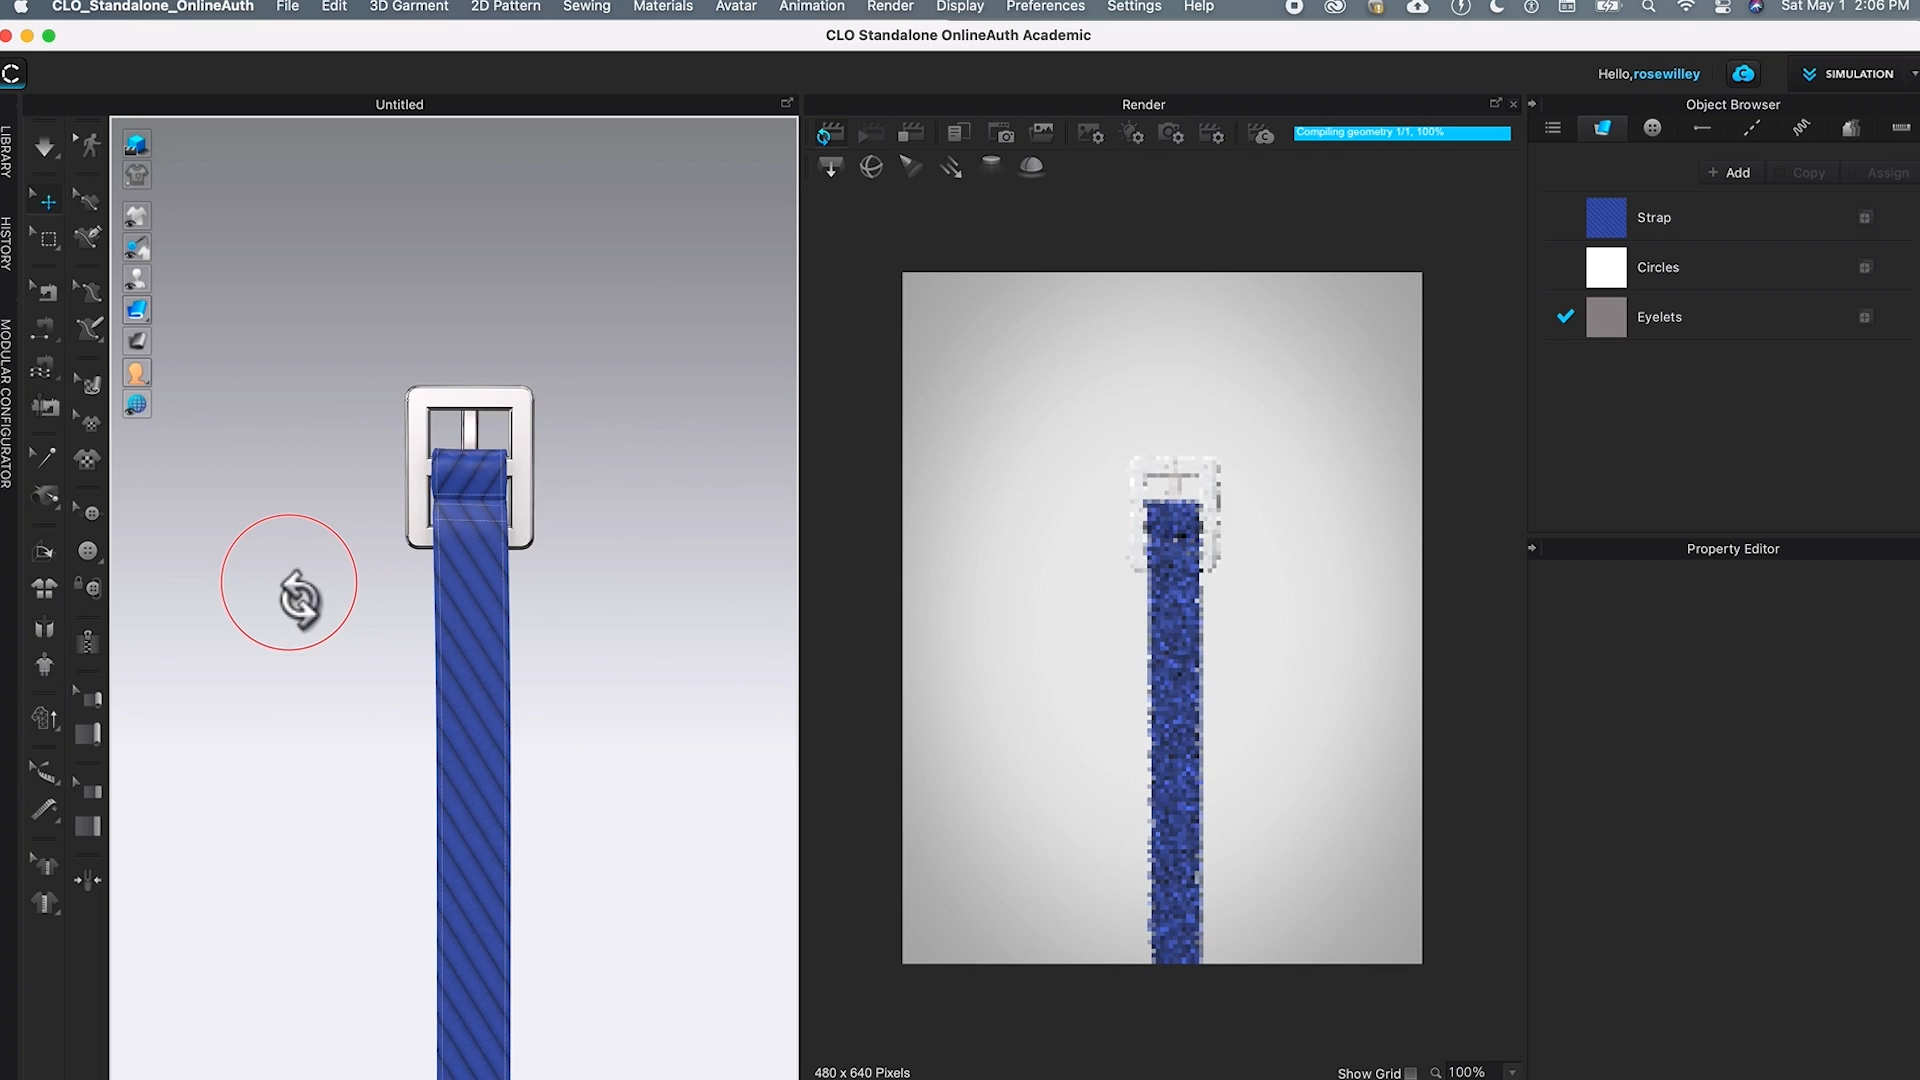 CLO_Standalone_OnlineAuth File Edit 3D Garment 2D Pattern Sewing Materials Avatar Animation Render Display Preferences Settings Help Sat May 1 2:06 PM
CLO Standalone OnlineAuth Academic
Hello, rosewilley SIMULATION
Untitled
Render
Object Browser
Compiling geometry 1/1, 100%
LIBRARY
HISTORY
MODULAR CONFIGURATOR
+ Add Copy Assign
Strap
Circles
Eyelets
Property Editor
480 x 640 Pixels
Show Grid 100%